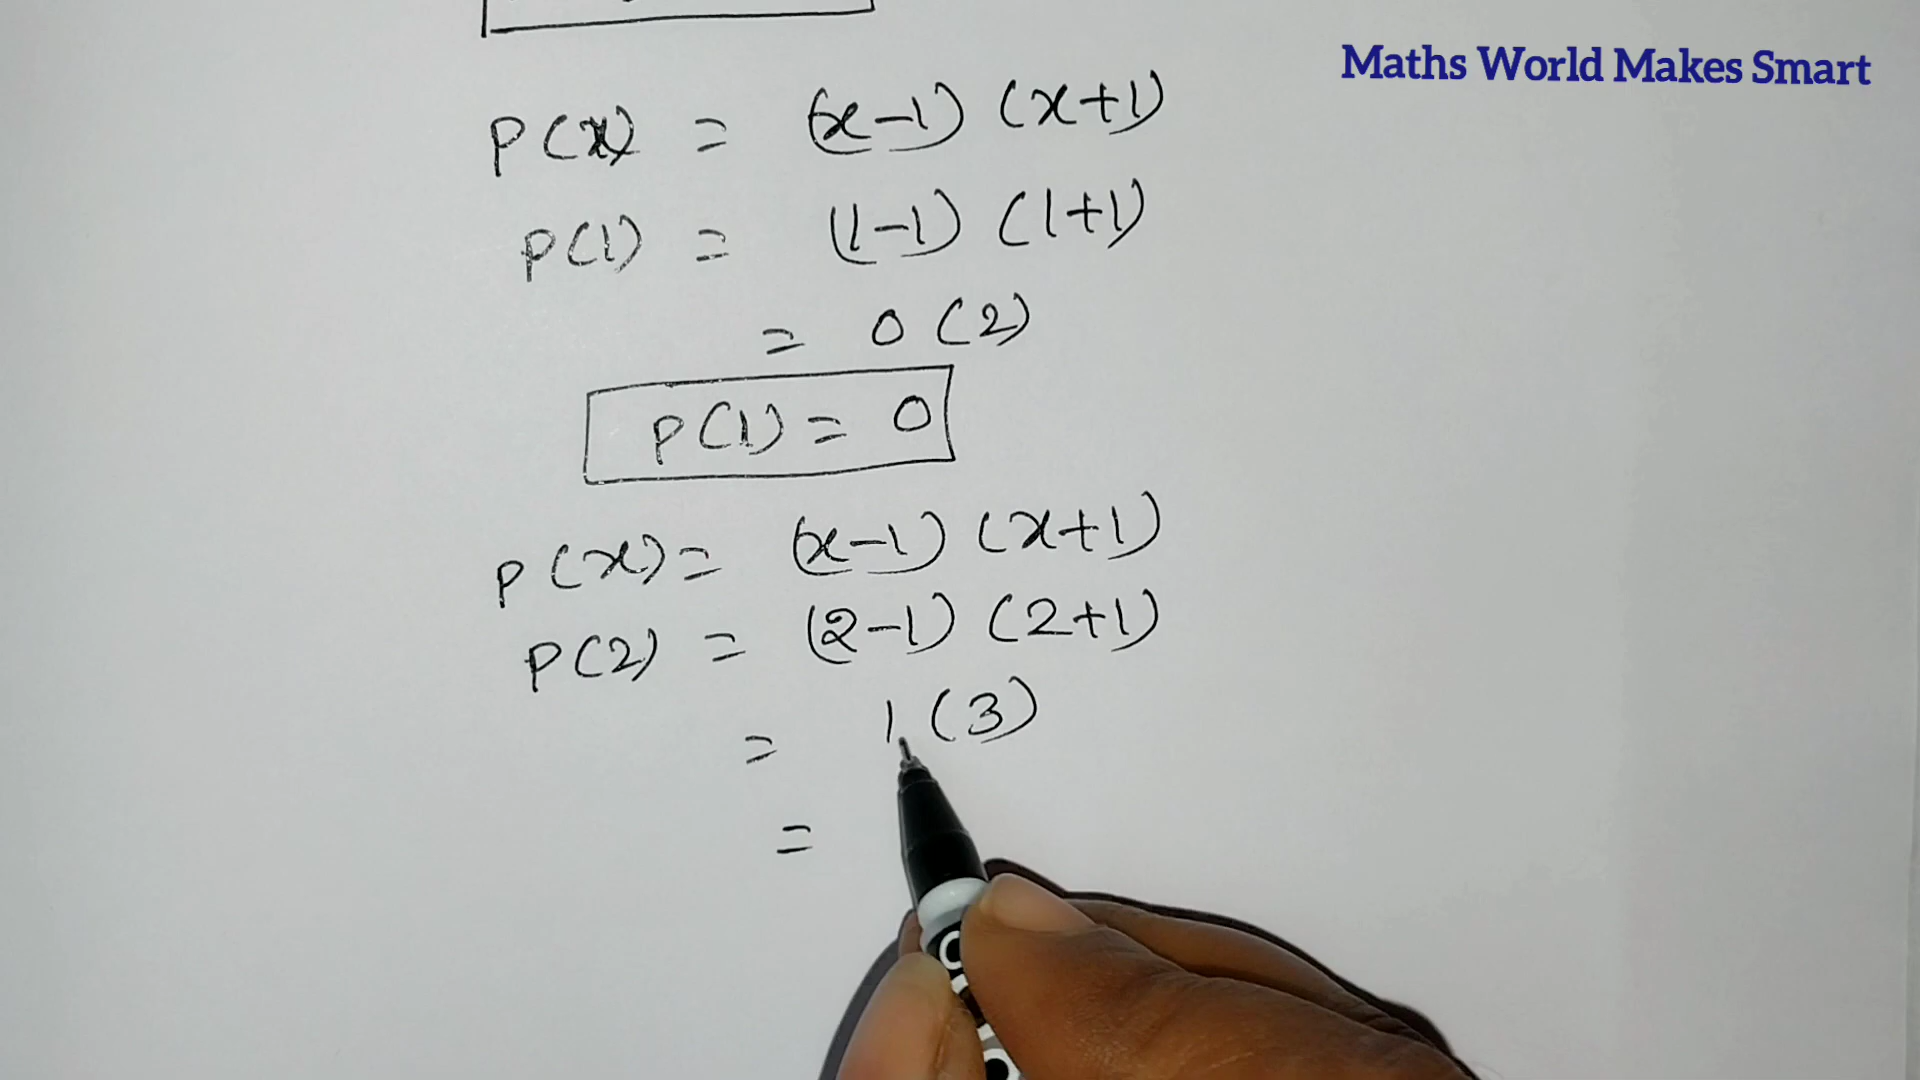 Maths World Makes Smart
P(x) = (x-1) (x+1)
P(1) = (1-1) (1+1)
= 0 (2)
P(1) = 0
P(x) = (x-1) (x+1)
P(2) = (2-1) (2+1)
= 1 (3)
=